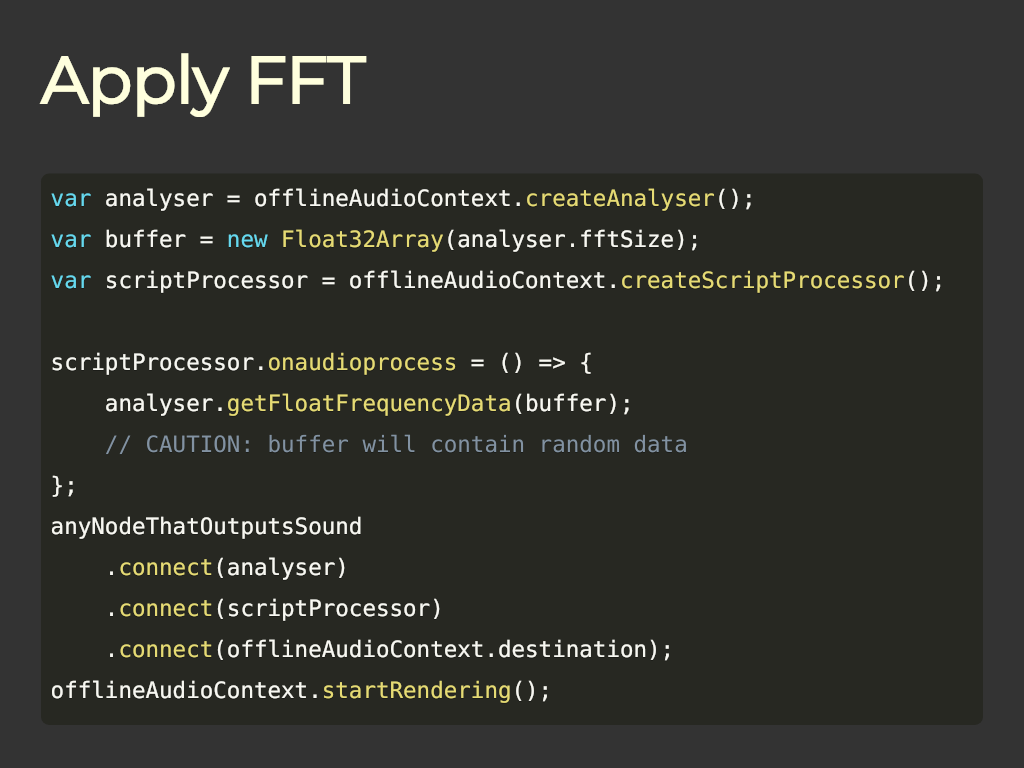 Apply FFT
var analyser = offlineAudioContext.createAnalyser();
var buffer = new Float32Array(analyser.fftSize);
var scriptProcessor = offlineAudioContext.createScriptProcessor();
scriptProcessor.onaudioprocess = () => {
    analyser.getFloatFrequencyData(buffer);
    // CAUTION: buffer will contain random data
};
anyNodeThatOutputsSound
    .connect(analyser)
    .connect(scriptProcessor)
    .connect(offlineAudioContext.destination);
offlineAudioContext.startRendering();